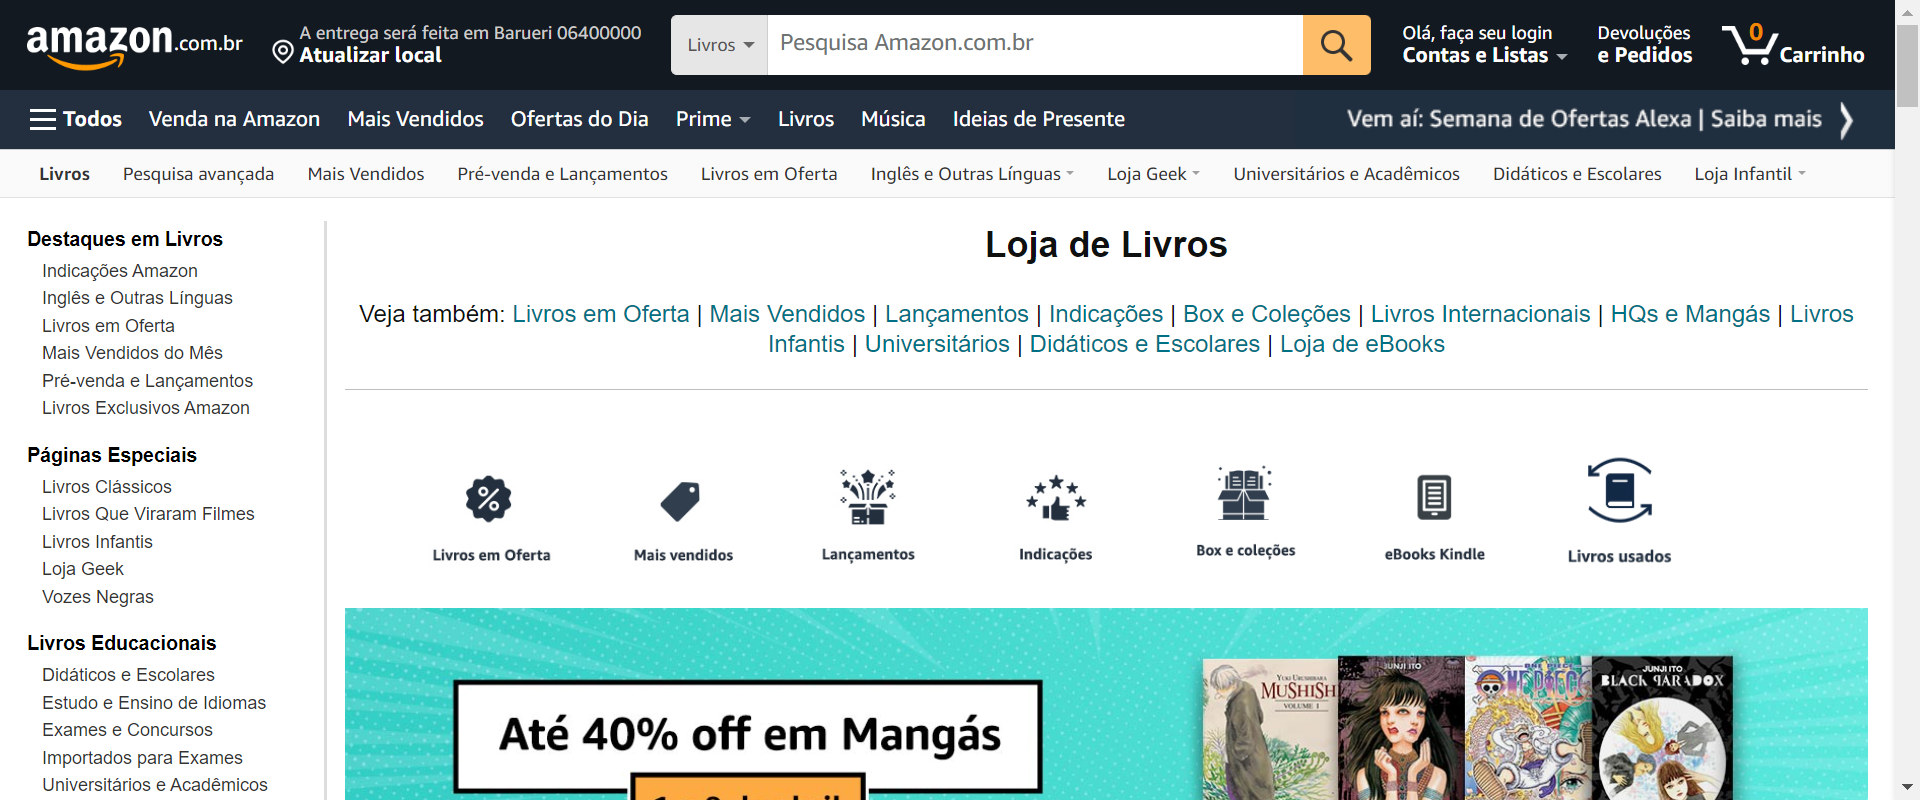 amazon.com.br
A entrega será feita em Barueri 06400000
Atualizar local
Livros
Pesquisa Amazon.com.br
Olá, faça seu login
Contas e Listas
Devoluções
e Pedidos
0
Carrinho
Todos
Venda na Amazon
Mais Vendidos
Ofertas do Dia
Prime
Livros
Música
Ideias de Presente
Vem aí: Semana de Ofertas Alexa | Saiba mais
Livros
Pesquisa avançada
Mais Vendidos
Pré-venda e Lançamentos
Livros em Oferta
Inglês e Outras Línguas
Loja Geek
Universitários e Acadêmicos
Didáticos e Escolares
Loja Infantil
Destaques em Livros
Indicações Amazon
Inglês e Outras Línguas
Livros em Oferta
Mais Vendidos do Mês
Pré-venda e Lançamentos
Livros Exclusivos Amazon
Páginas Especiais
Livros Clássicos
Livros Que Viraram Filmes
Livros Infantis
Loja Geek
Vozes Negras
Livros Educacionais
Didáticos e Escolares
Estudo e Ensino de Idiomas
Exames e Concursos
Importados para Exames
Universitários e Acadêmicos
Loja de Livros
Veja também: Livros em Oferta | Mais Vendidos | Lançamentos | Indicações | Box e Coleções | Livros Internacionais | HQs e Mangás | Livros
Infantis | Universitários | Didáticos e Escolares | Loja de eBooks
Livros em Oferta
Mais vendidos
Lançamentos
Indicações
Box e coleções
eBooks Kindle
Livros usados
Até 40% off em Mangás
YUKI URUSHIBARA
MUSHISHI
VOLUME 1
JUNJI ITO
ONE PIECE
JUNJI ITO
BLACK PARADOX